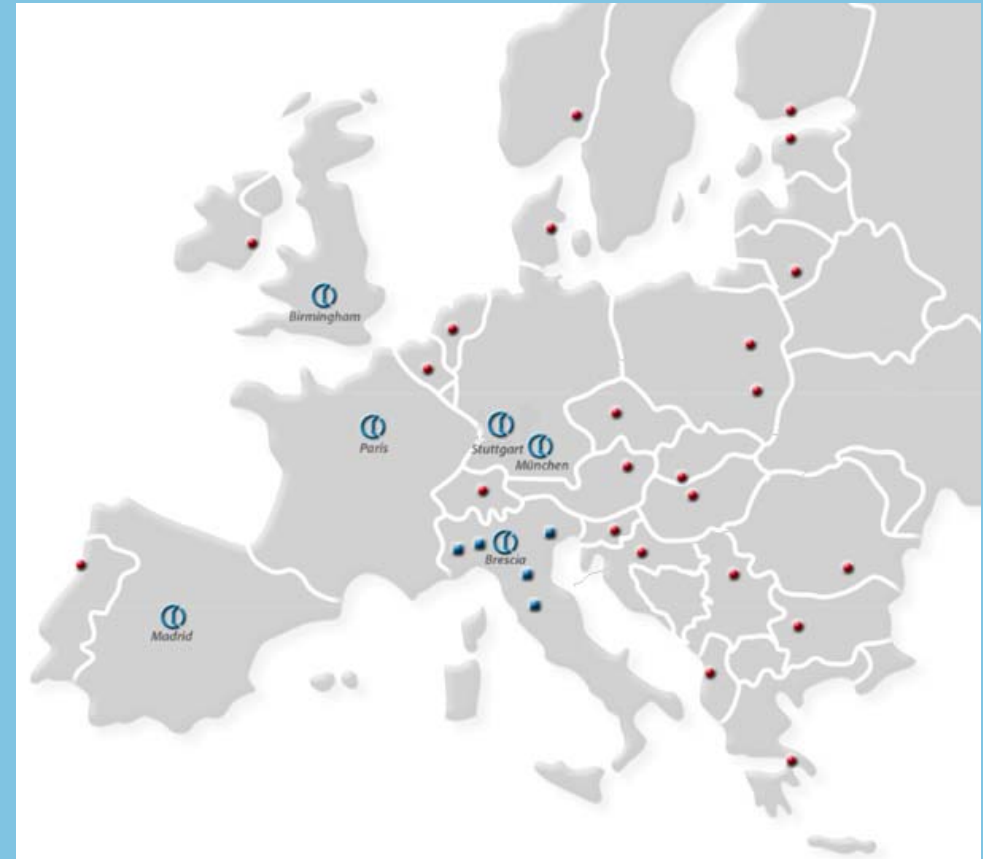 Birmingham
Paris
Stuttgart
München
Brescia
Madrid